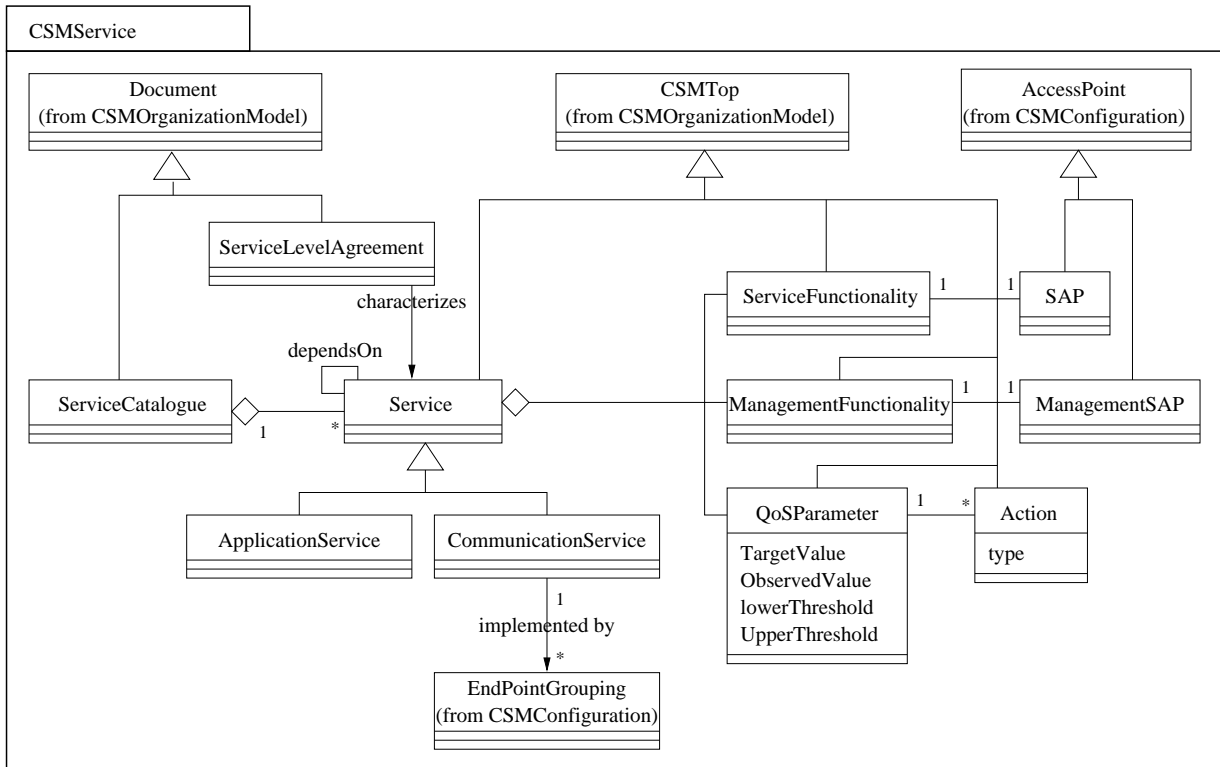 CSMService
Document
(from CSMOrganizationModel)
CSMTop
(from CSMOrganizationModel)
AccessPoint
(from CSMConfiguration)
ServiceLevelAgreement
characterizes
ServiceFunctionality
1
1
SAP
dependsOn
ServiceCatalogue
1
*
Service
ManagementFunctionality
1
1
ManagementSAP
ApplicationService
CommunicationService
QoSParameter
1
*
Action
TargetValue
ObservedValue
lowerThreshold
UpperThreshold
type
1
implemented by
*
EndPointGrouping
(from CSMConfiguration)